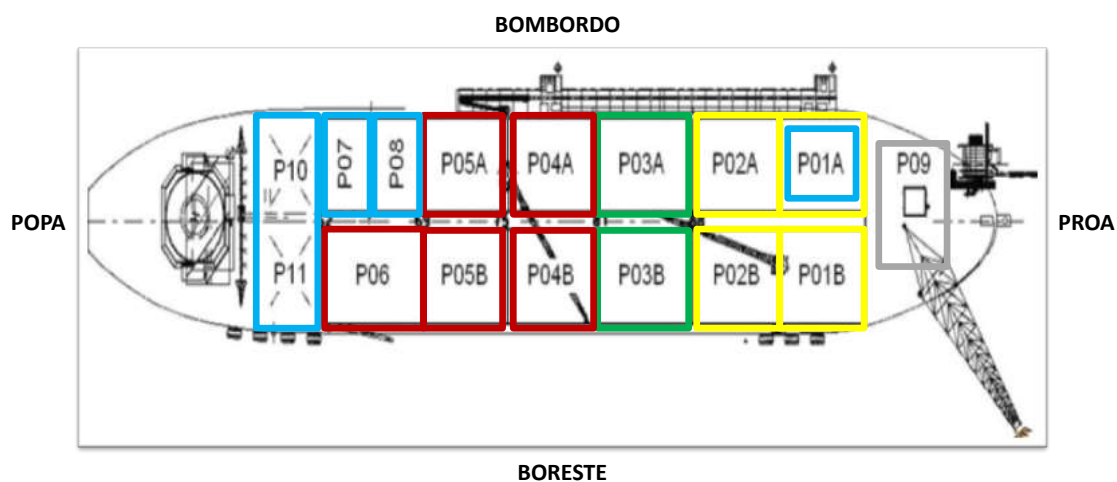 BOMBORDO
P10
P07
P08
P05A
P04A
P03A
P02A
P01A
P09
POPA
PROA
P11
P06
P05B
P04B
P03B
P02B
P01B
BORESTE